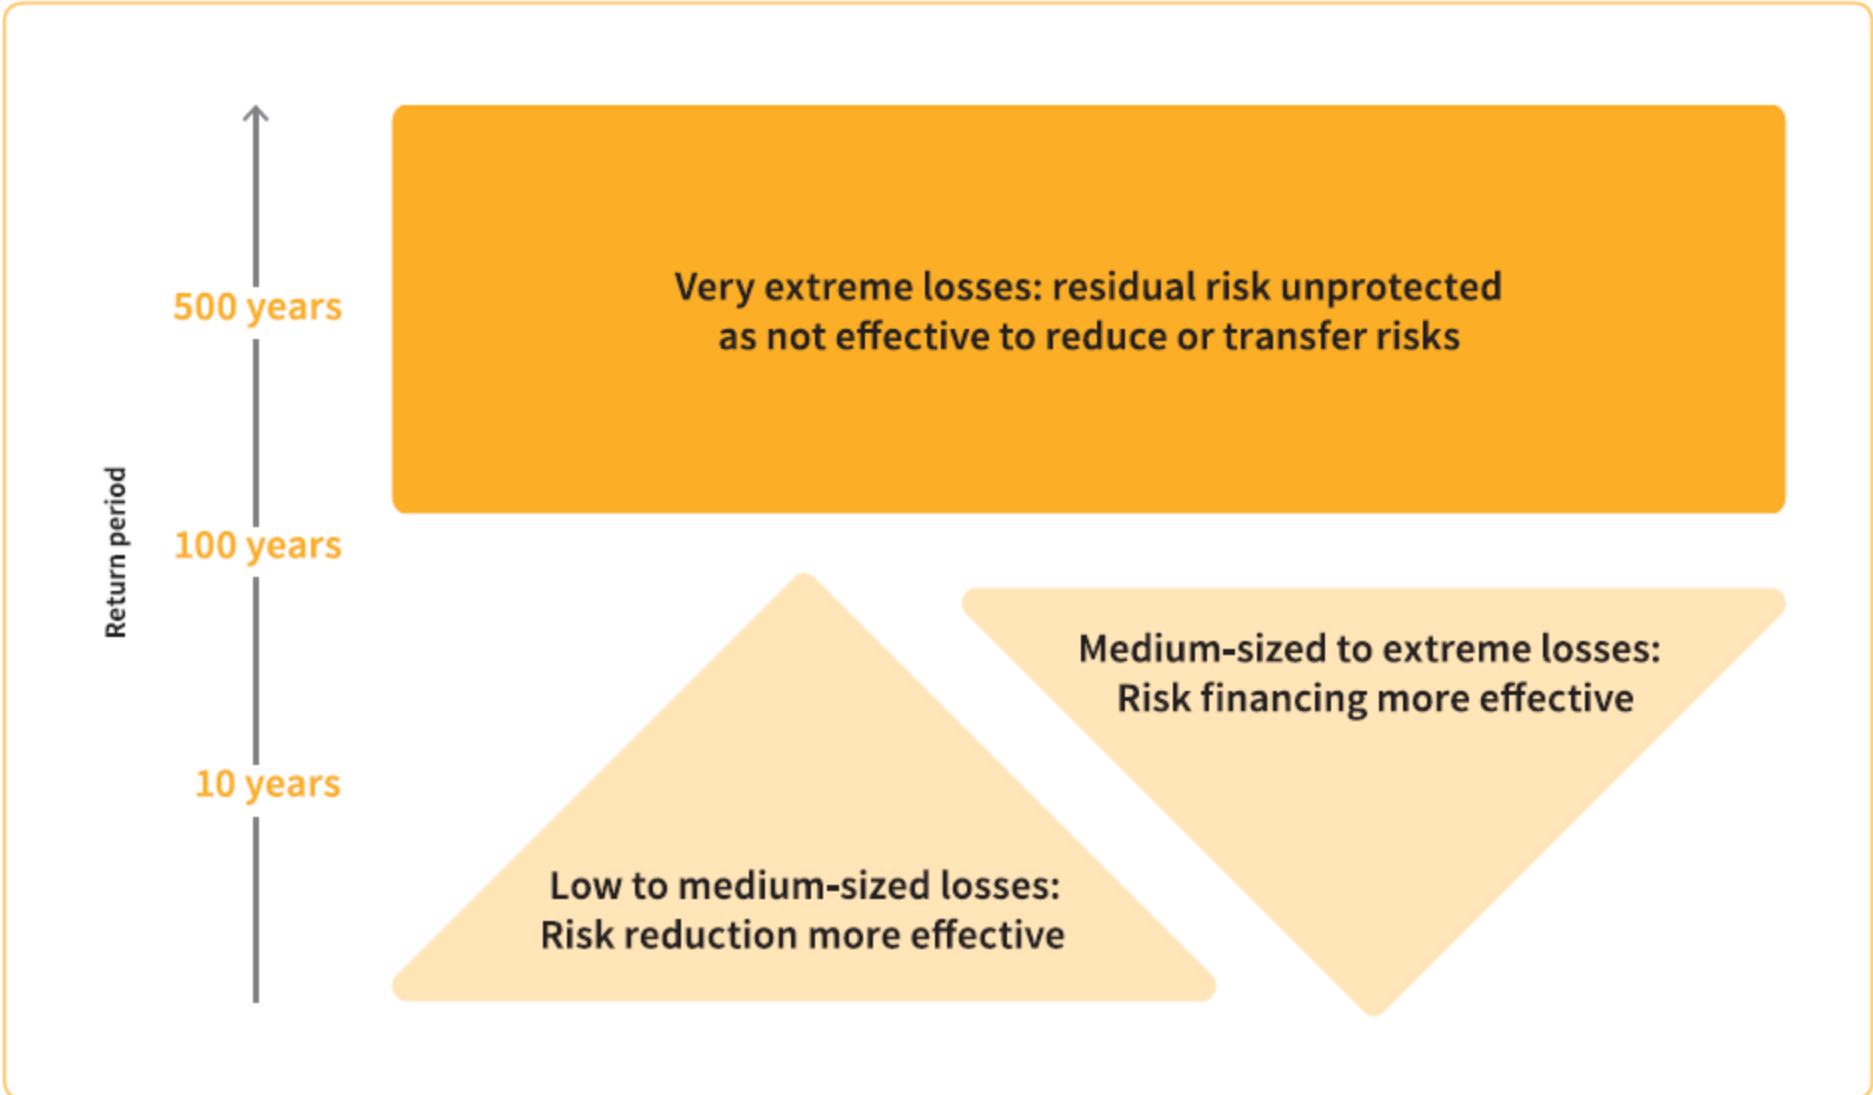 Return period
500 years
100 years
10 years
Very extreme losses: residual risk unprotected
as not effective to reduce or transfer risks
Medium-sized to extreme losses:
Risk financing more effective
Low to medium-sized losses:
Risk reduction more effective